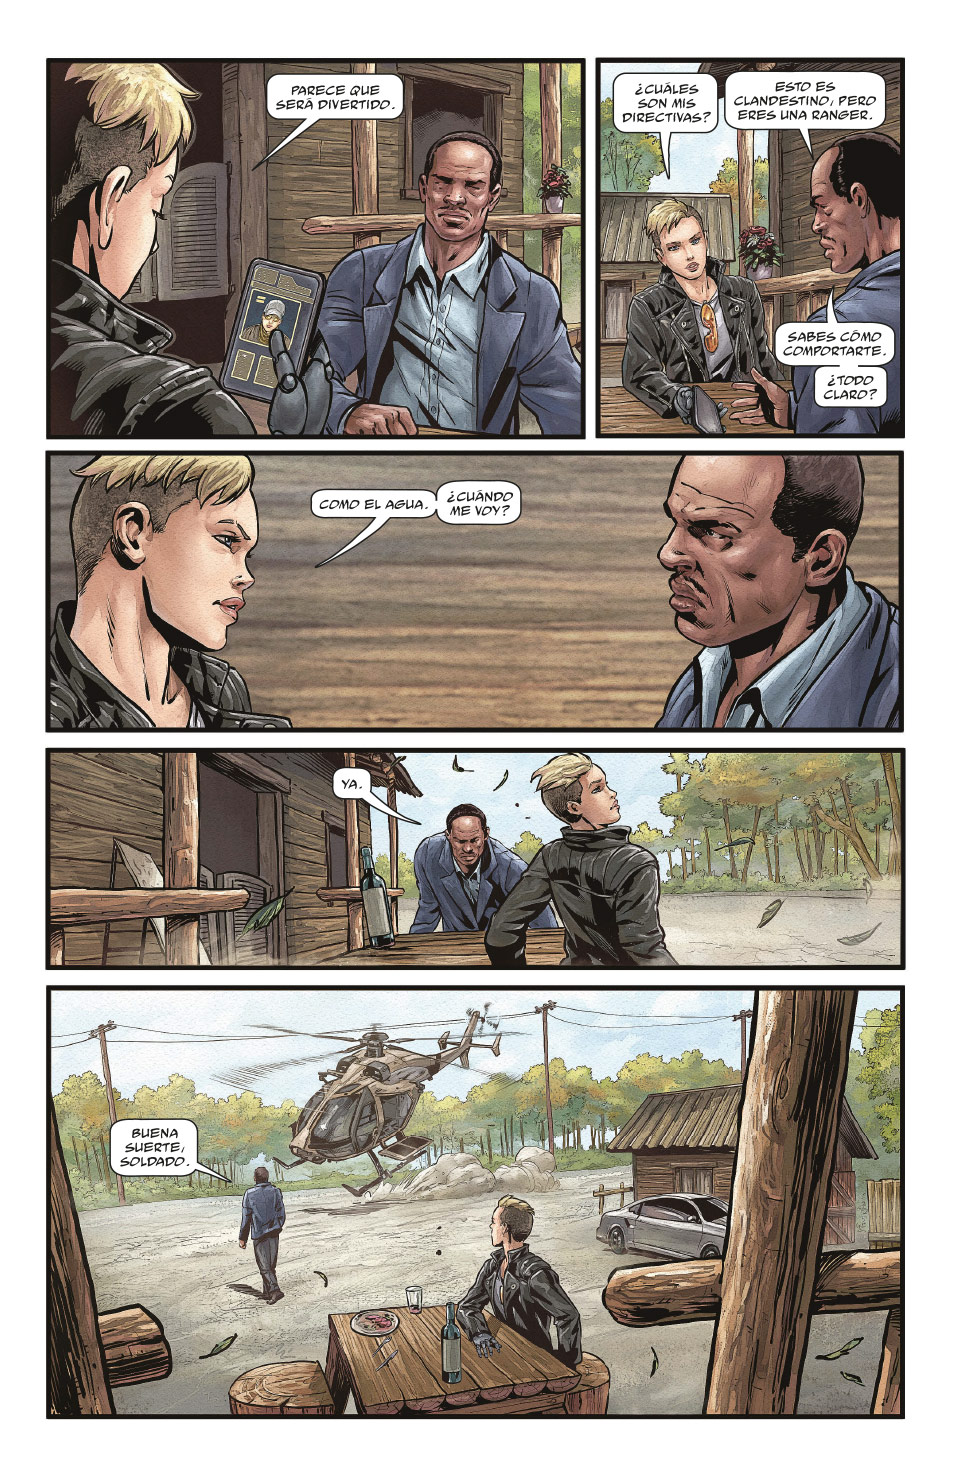 PARECE QUE
SERÁ DIVERTIDO.
¿CUÁLES
SON MIS
DIRECTIVAS?
ESTO ES
CLANDESTINO, PERO
ERES UNA RANGER.
SABES CÓMO
COMPORTARTE.
¿TODO
CLARO?
COMO EL AGUA.
¿CUÁNDO
ME VOY?
YA.
BUENA
SUERTE,
SOLDADO.